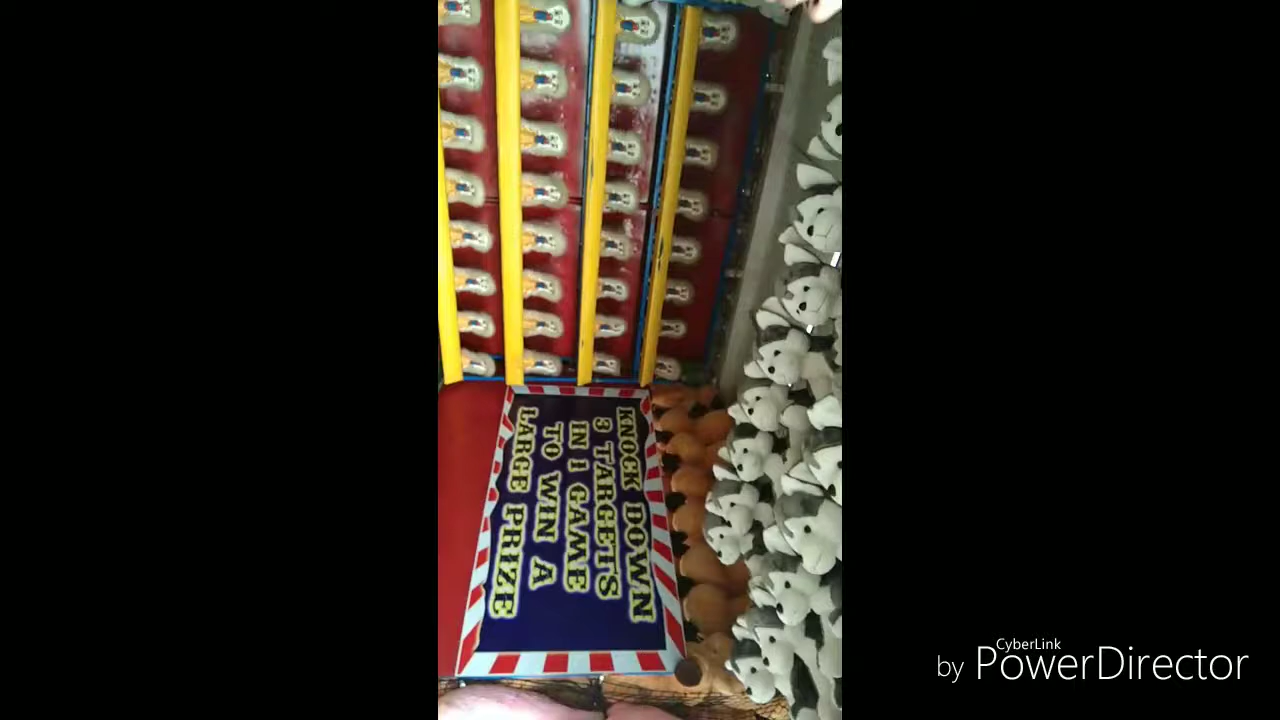 KNOCK DOWN
3 TARGETS
IN 1 GAME
TO WIN A
LARGE PRIZE
CyberLink
by PowerDirector